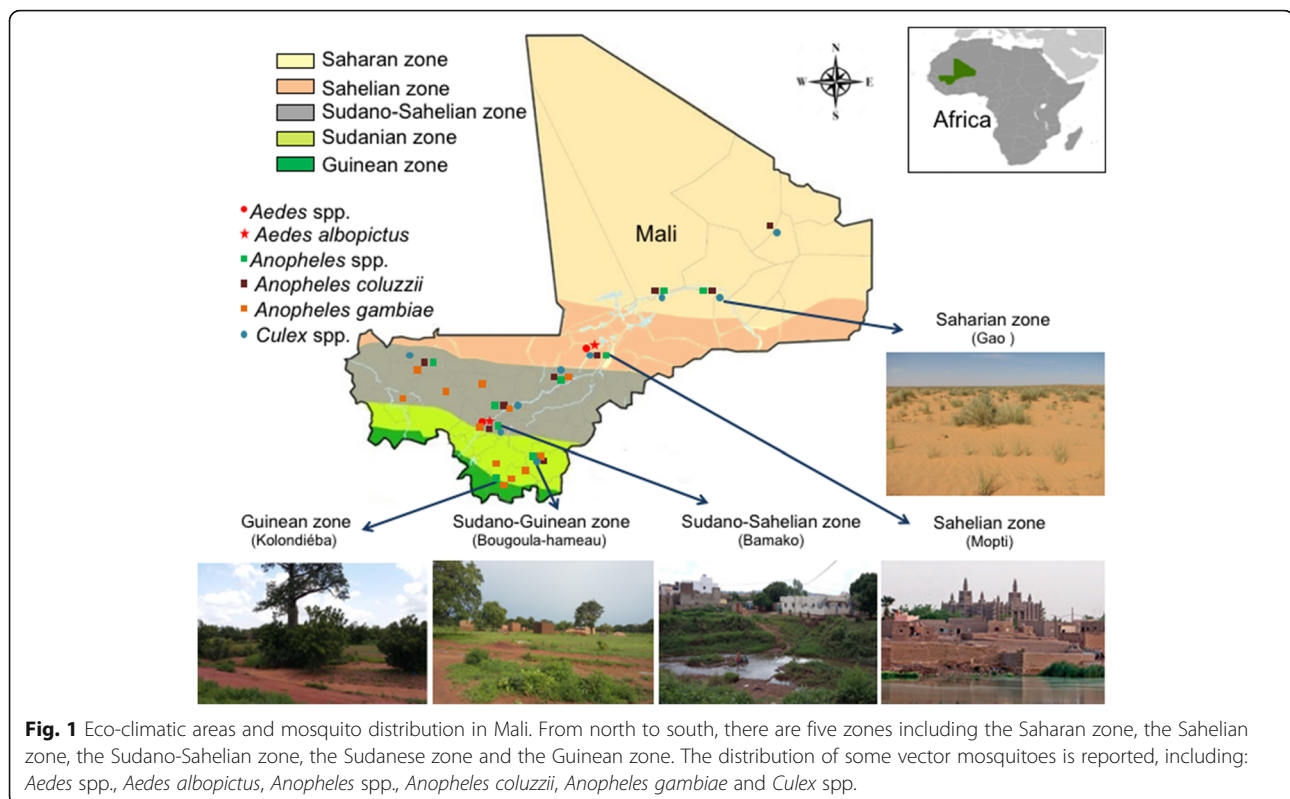 Saharan zone
Sahelian zone
Sudano-Sahelian zone
Sudanian zone
Guinean zone
N
W E
S
Africa
Aedes spp.
Aedes albopictus
Anopheles spp.
Anopheles coluzzii
Anopheles gambiae
Culex spp.
Mali
Saharian zone
(Gao )
Guinean zone
(Kolondiéba)
Sudano-Guinean zone
(Bougoula-hameau)
Sudano-Sahelian zone
(Bamako)
Sahelian zone
(Mopti)
Fig. 1 Eco-climatic areas and mosquito distribution in Mali. From north to south, there are five zones including the Saharan zone, the Sahelian
zone, the Sudano-Sahelian zone, the Sudanese zone and the Guinean zone. The distribution of some vector mosquitoes is reported, including:
Aedes spp., Aedes albopictus, Anopheles spp., Anopheles coluzzii, Anopheles gambiae and Culex spp.